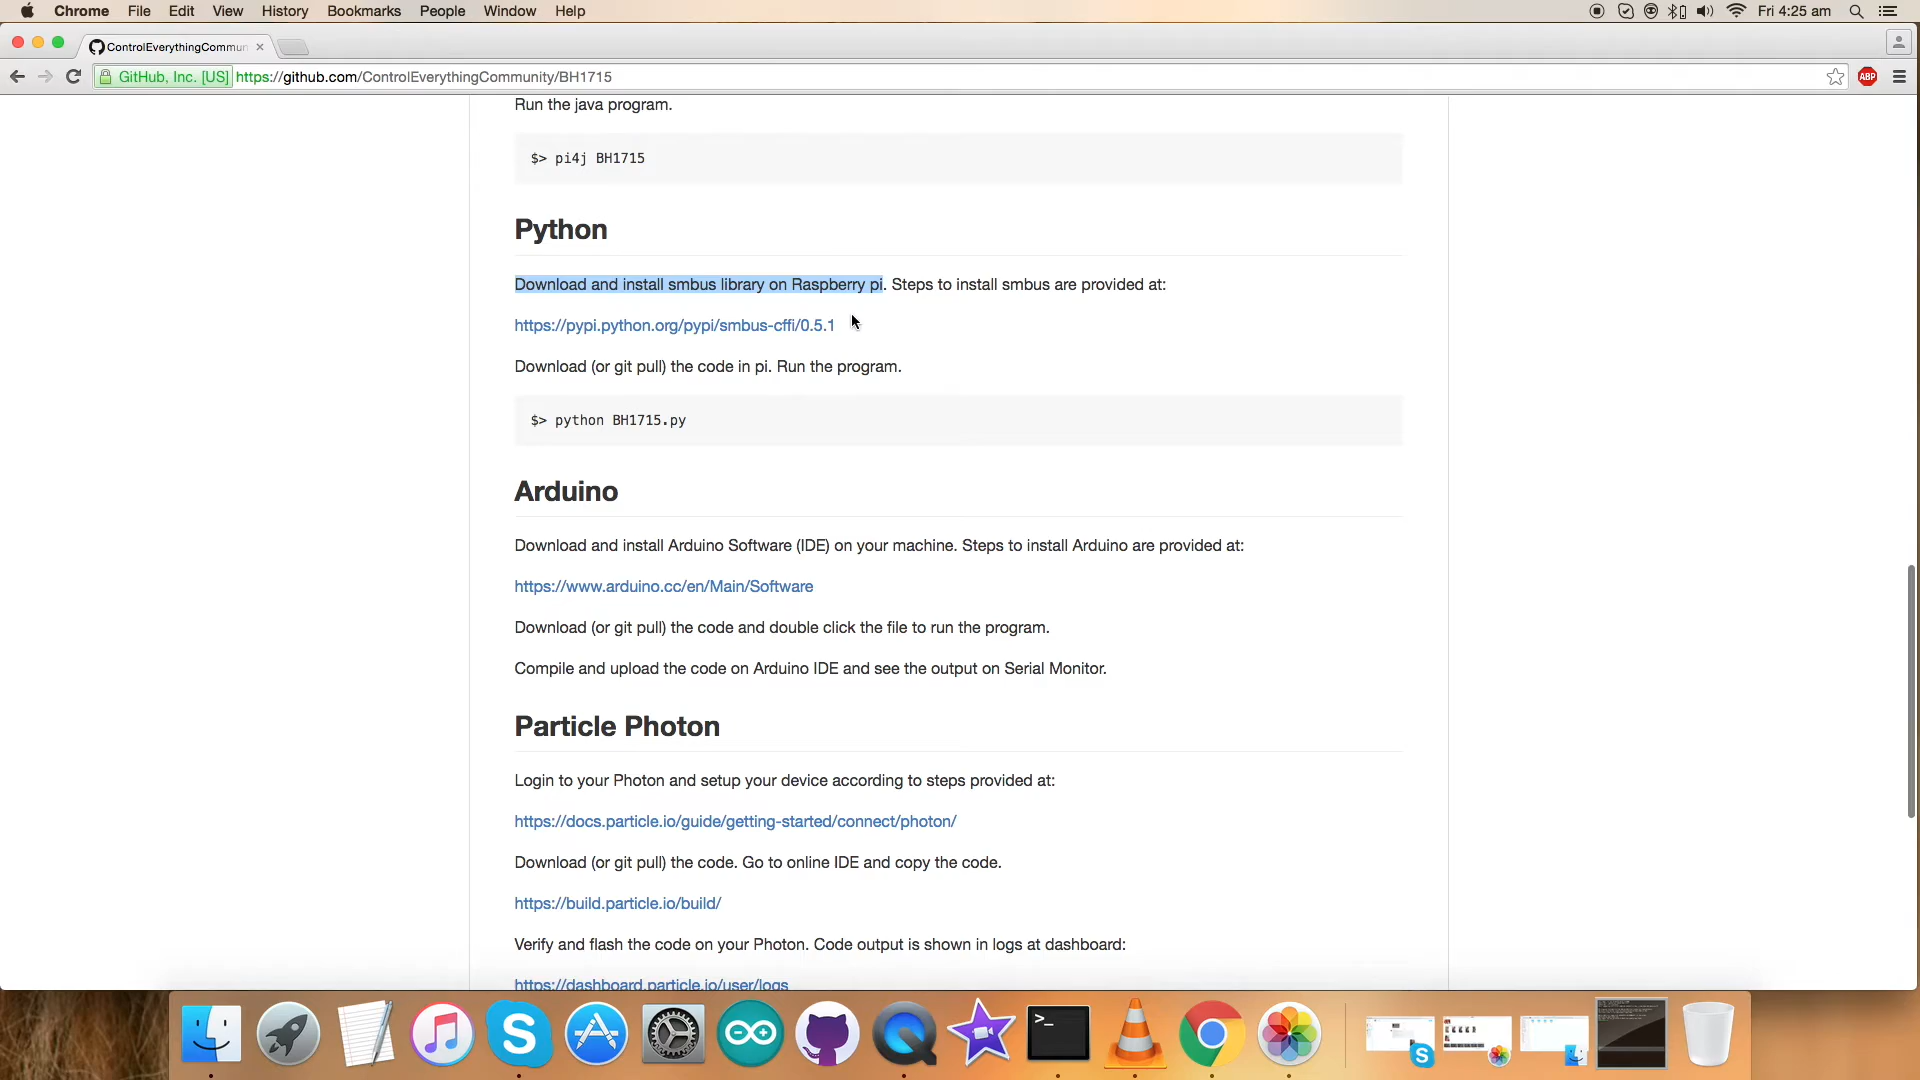 Chrome File Edit View History Bookmarks People Window Help Fri 4:25 am
ControlEverythingCommun
GitHub, Inc. [US] https://github.com/ControlEverythingCommunity/BH1715 ABP
Run the java program.
$> pi4j BH1715
Python
Download and install smbus library on Raspberry pi. Steps to install smbus are provided at:
https://pypi.python.org/pypi/smbus-cffi/0.5.1
Download (or git pull) the code in pi. Run the program.
$> python BH1715.py
Arduino
Download and install Arduino Software (IDE) on your machine. Steps to install Arduino are provided at:
https://www.arduino.cc/en/Main/Software
Download (or git pull) the code and double click the file to run the program.
Compile and upload the code on Arduino IDE and see the output on Serial Monitor.
Particle Photon
Login to your Photon and setup your device according to steps provided at:
https://docs.particle.io/guide/getting-started/connect/photon/
Download (or git pull) the code. Go to online IDE and copy the code.
https://build.particle.io/build/
Verify and flash the code on your Photon. Code output is shown in logs at dashboard:
https://dashboard.particle.io/user/logs